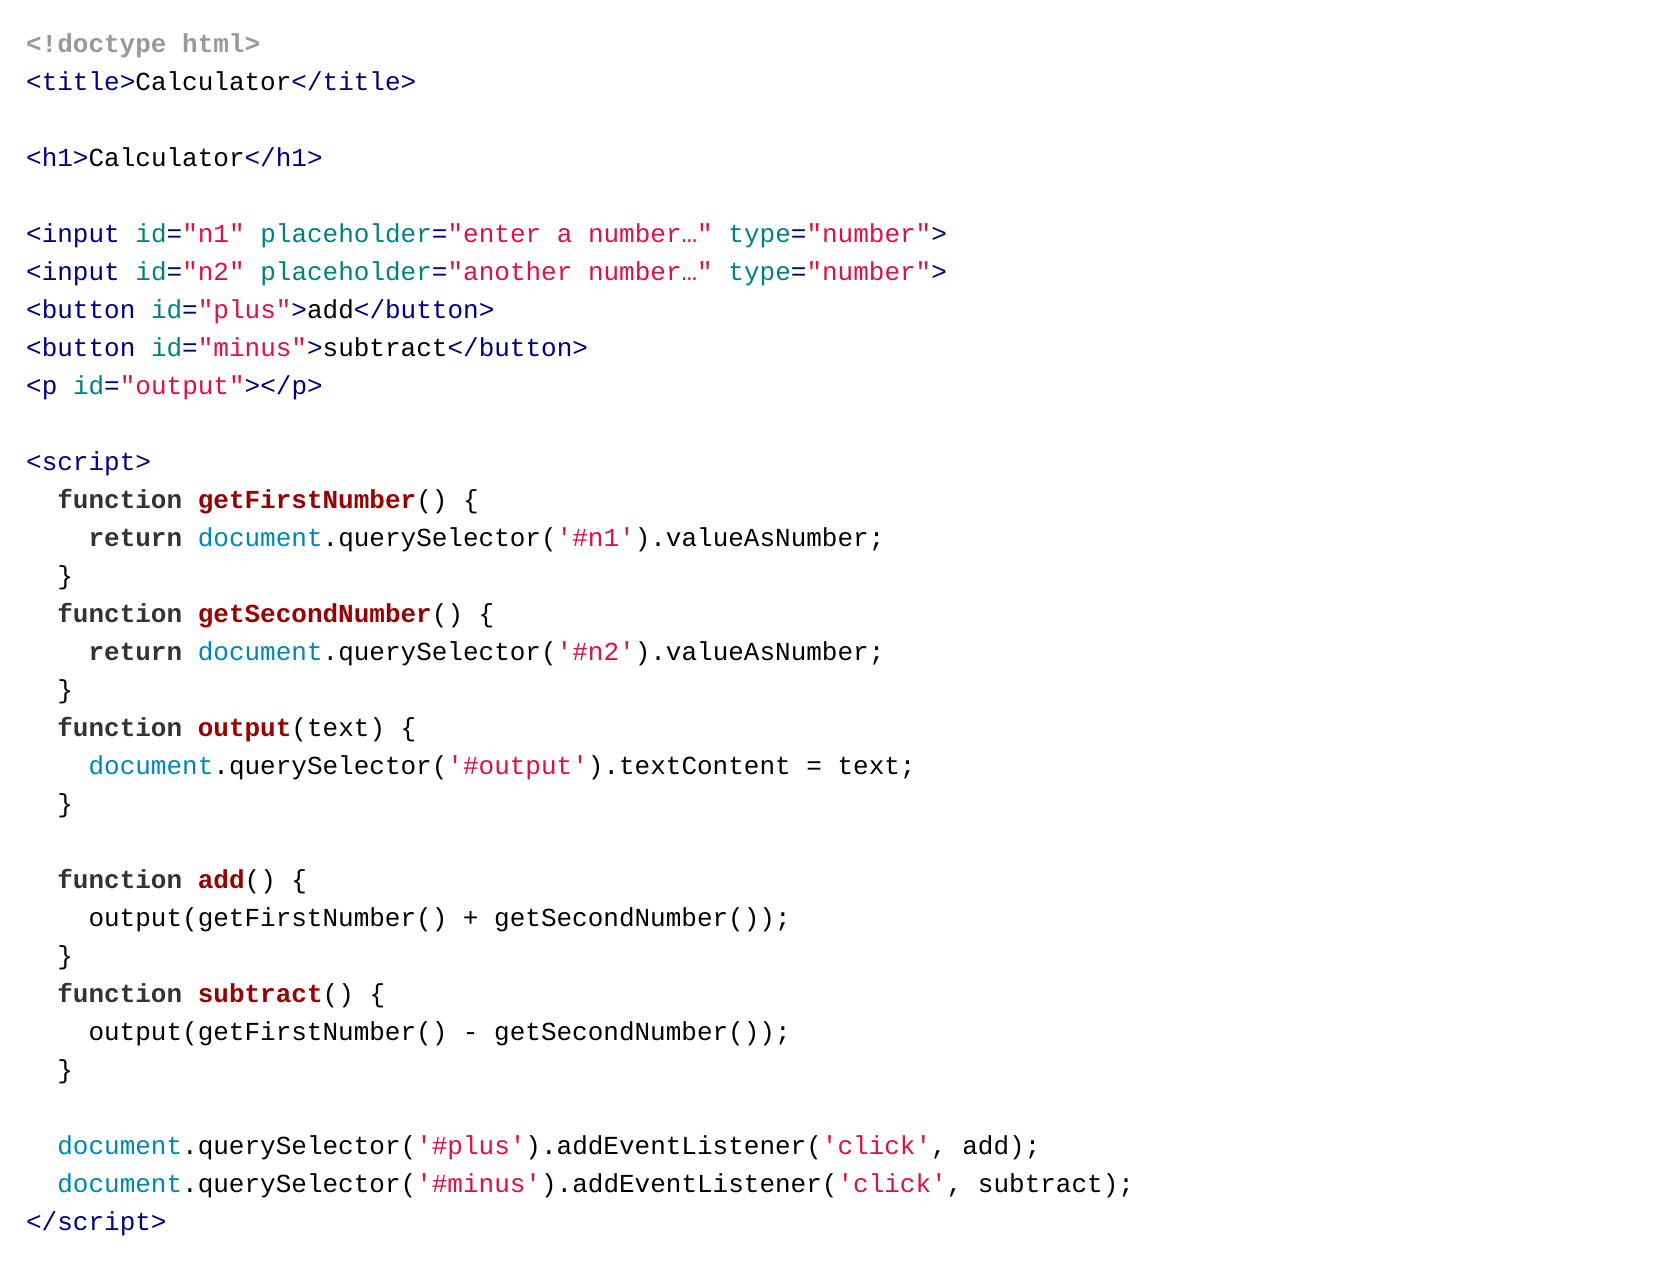 <!doctype html>
<title>Calculator</title>

<h1>Calculator</h1>

<input id="n1" placeholder="enter a number…" type="number">
<input id="n2" placeholder="another number…" type="number">
<button id="plus">add</button>
<button id="minus">subtract</button>
<p id="output"></p>

<script>
  function getFirstNumber() {
    return document.querySelector('#n1').valueAsNumber;
  }
  function getSecondNumber() {
    return document.querySelector('#n2').valueAsNumber;
  }
  function output(text) {
    document.querySelector('#output').textContent = text;
  }

  function add() {
    output(getFirstNumber() + getSecondNumber());
  }
  function subtract() {
    output(getFirstNumber() - getSecondNumber());
  }

  document.querySelector('#plus').addEventListener('click', add);
  document.querySelector('#minus').addEventListener('click', subtract);
</script>